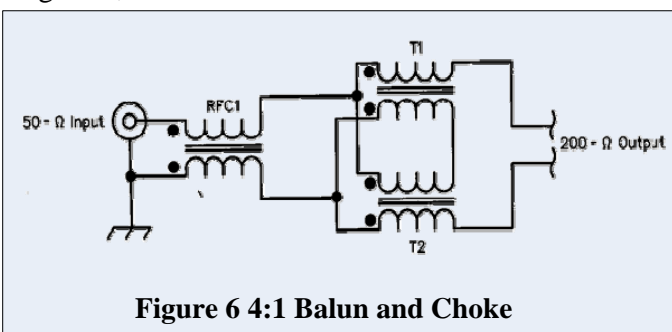 T1
RFC1
50 - Ω Input
200 - Ω Output
T2
Figure 6 4:1 Balun and Choke